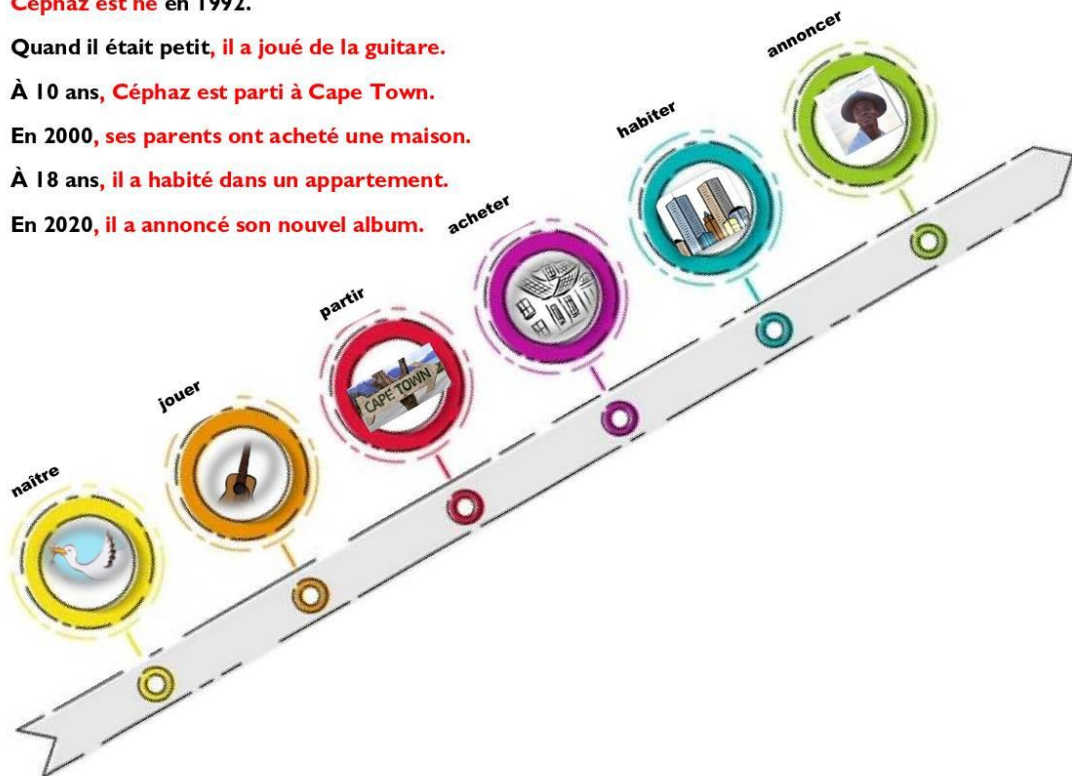 Céphaz est né en 1992.
Quand il était petit, il a joué de la guitare.
À 10 ans, Céphaz est parti à Cape Town.
En 2000, ses parents ont acheté une maison.
À 18 ans, il a habité dans un appartement.
En 2020, il a annoncé son nouvel album.
naître
jouer
partir
CAPE TOWN
acheter
habiter
annoncer